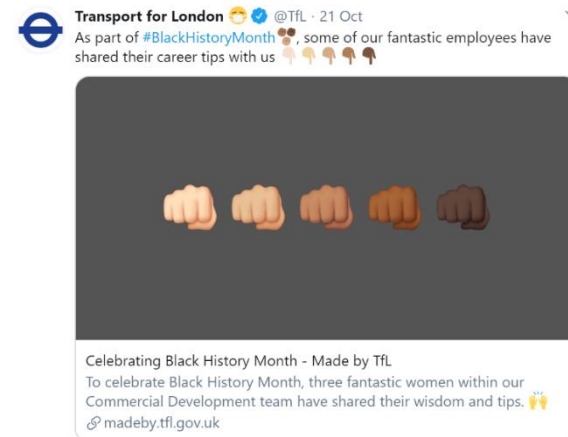 Transport for London 😷 @TfL · 21 Oct
As part of #BlackHistoryMonth, some of our fantastic employees have
shared their career tips with us 👇🏻👇🏼👇🏽👇🏾👇🏿
Celebrating Black History Month - Made by TfL
To celebrate Black History Month, three fantastic women within our
Commercial Development team have shared their wisdom and tips. 🙌
madeby.tfl.gov.uk